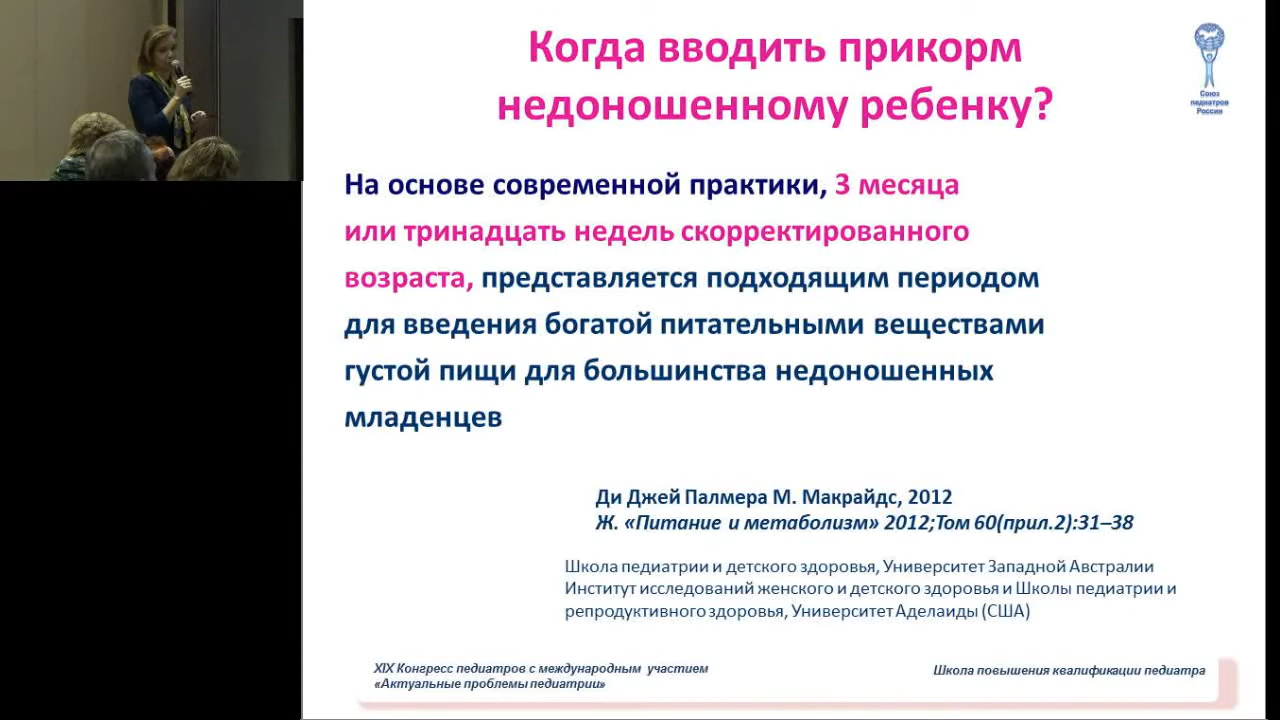 Когда вводить прикорм
недоношенному ребенку?
Союз
педиатров
России
На основе современной практики, 3 месяца
или тринадцать недель скорректированного
возраста, представляется подходящим периодом
для введения богатой питательными веществами
густой пищи для большинства недоношенных
младенцев
Ди Джей Палмера М. Макрайдс, 2012
Ж. «Питание и метаболизм» 2012;Том 60(прил.2):31–38
Школа педиатрии и детского здоровья, Университет Западной Австралии
Институт исследований женского и детского здоровья и Школы педиатрии и
репродуктивного здоровья, Университет Аделаиды (США)
XIX Конгресс педиатров с международным участием
«Актуальные проблемы педиатрии»
Школа повышения квалификации педиатра